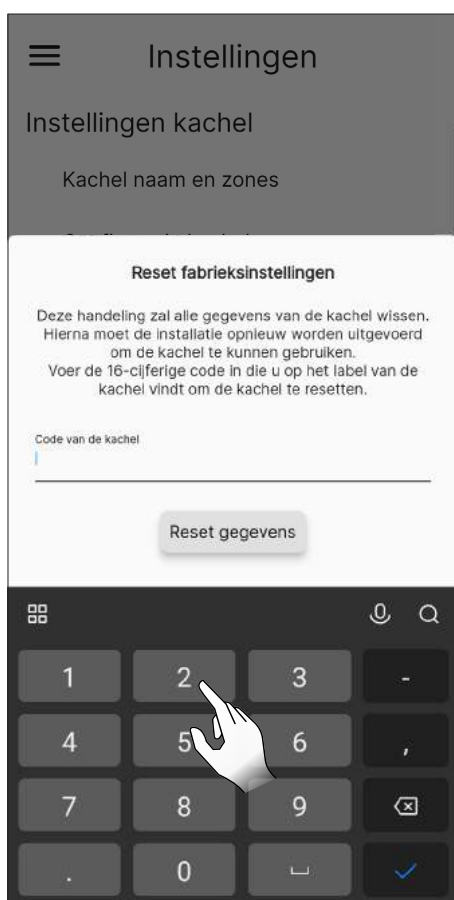 Instellingen
Instellingen kachel
Kachel naam en zones
Reset fabrieksinstellingen
Deze handeling zal alle gegevens van de kachel wissen.
Hierna moet de installatie opnieuw worden uitgevoerd
om de kachel te kunnen gebruiken.
Voer de 16-cijferige code in die u op het label van de
kachel vindt om de kachel te resetten.
Code van de kachel
Reset gegevens
1 2 3 -
4 5 6 ,
7 8 9
. 0